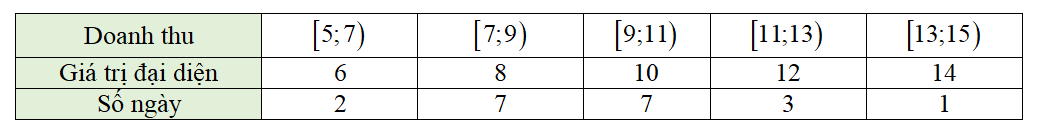 Doanh thu [5;7) [7;9) [9;11) [11;13) [13;15)
Giá trị đại diện 6 8 10 12 14
Số ngày 2 7 7 3 1